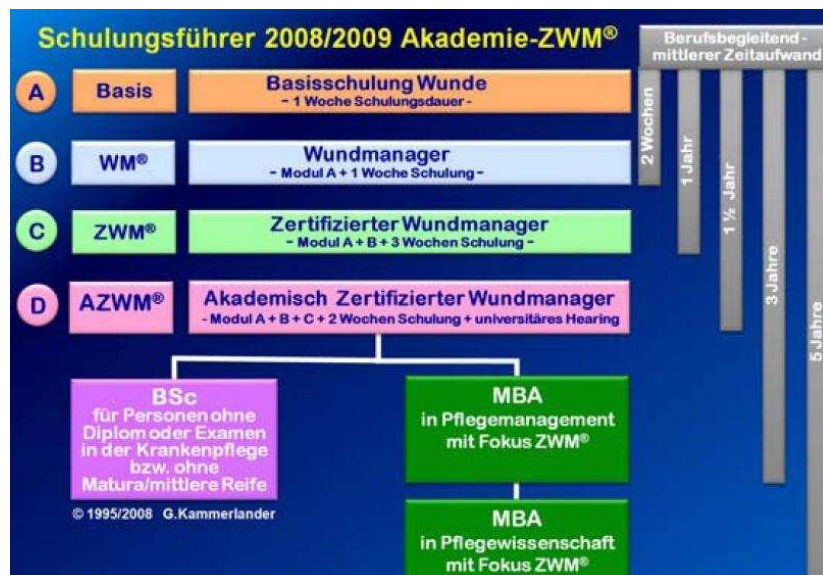 Schulungsführer 2008/2009 Akademie-ZWM®
Berufsbegleitend -
mittlerer Zeitaufwand
A
Basis
Basisschulung Wunde
- 1 Woche Schulungsdauer -
B
WM®
Wundmanager
- Modul A + 1 Woche Schulung -
C
ZWM®
Zertifizierter Wundmanager
- Modul A + B + 3 Wochen Schulung -
D
AZWM®
Akademisch Zertifizierter Wundmanager
- Modul A + B + C + 2 Wochen Schulung + universitäres Hearing
2 Wochen
1 Jahr
1 ½ Jahr
3 Jahre
5 Jahre
BSc
für Personen ohne
Diplom oder Examen
in der Krankenpflege
bzw. ohne
Matura/mittlere Reife
MBA
in Pflegemanagement
mit Fokus ZWM®
MBA
in Pflegewissenschaft
mit Fokus ZWM®
© 1995/2008 G.Kammerlander